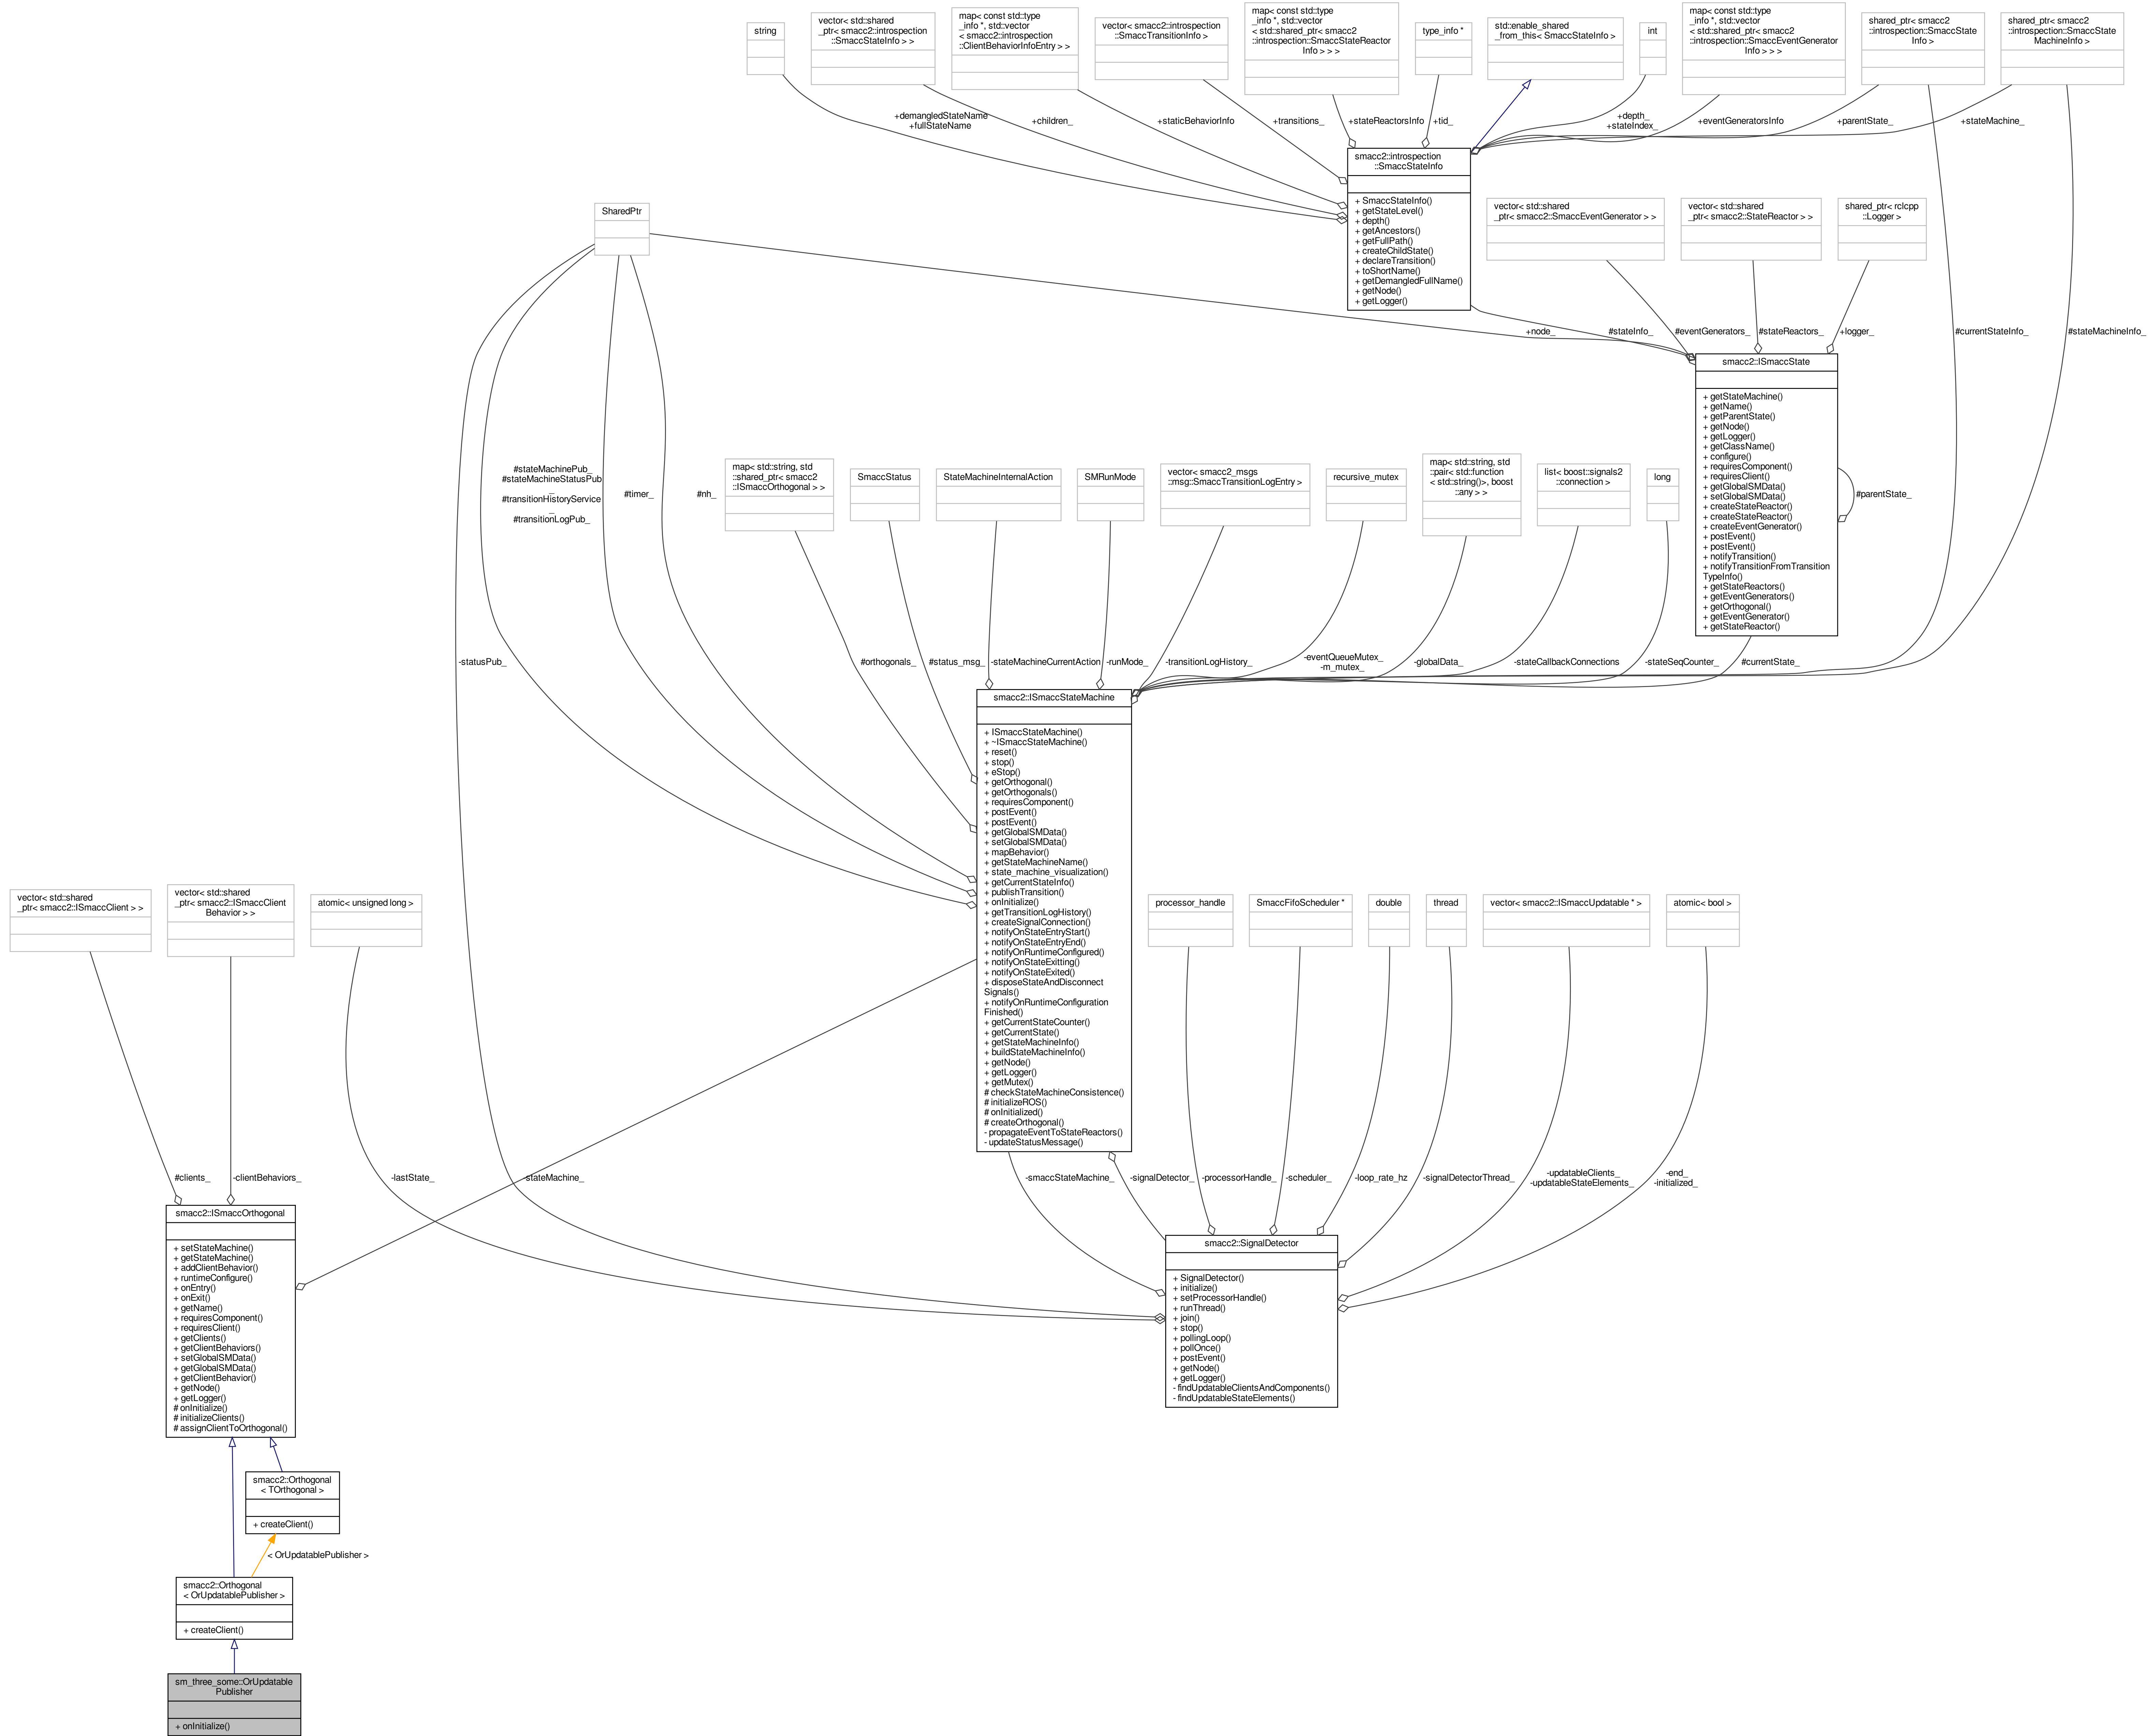 string
vector< std::shared
_ptr< smacc2::introspection
::SmaccStateInfo > >
map< const std::type
_info *, std::vector
< smacc2::introspection
::ClientBehaviorInfoEntry > >
vector< smacc2::introspection
::SmaccTransitionInfo >
map< const std::type
_info *, std::vector
< std::shared_ptr< smacc2
::introspection::SmaccStateReactor
Info > > >
type_info *
std::enable_shared
_from_this< SmaccStateInfo >
int
map< const std::type
_info *, std::vector
< std::shared_ptr< smacc2
::introspection::SmaccEventGenerator
Info > > >
shared_ptr< smacc2
::introspection::SmaccState
Info >
shared_ptr< smacc2
::introspection::SmaccState
MachineInfo >
+demangledStateName
+fullStateName
+children_
+staticBehaviorInfo
+transitions_
+stateReactorsInfo
+tid_
+depth_
+stateIndex_
+eventGeneratorsInfo
+parentState_
+stateMachine_
smacc2::introspection
::SmaccStateInfo
+ SmaccStateInfo()
+ getStateLevel()
+ depth()
+ getAncestors()
+ getFullPath()
+ createChildState()
+ declareTransition()
+ toShortName()
+ getDemangledFullName()
+ getNode()
+ getLogger()
SharedPtr
vector< std::shared
_ptr< smacc2::SmaccEventGenerator > >
vector< std::shared
_ptr< smacc2::StateReactor > >
shared_ptr< rclcpp
::Logger >
+node_
#stateInfo_
#eventGenerators_
#stateReactors_
+logger_
#currentStateInfo_
#stateMachineInfo_
smacc2::ISmaccState
+ getStateMachine()
+ getName()
+ getParentState()
+ getNode()
+ getLogger()
+ getClassName()
+ configure()
+ requiresComponent()
+ requiresClient()
+ getGlobalSMData()
+ setGlobalSMData()
+ createStateReactor()
+ createStateReactor()
+ createEventGenerator()
+ postEvent()
+ postEvent()
+ notifyTransition()
+ notifyTransitionFromTransition
TypeInfo()
+ getStateReactors()
+ getEventGenerators()
+ getOrthogonal()
+ getEventGenerator()
+ getStateReactor()
#parentState_
#stateMachinePub_
#stateMachineStatusPub
_
#transitionHistoryService
_
#transitionLogPub_
#timer_
#nh_
map< std::string, std
::shared_ptr< smacc2
::ISmaccOrthogonal > >
SmaccStatus
StateMachineInternalAction
SMRunMode
vector< smacc2_msgs
::msg::SmaccTransitionLogEntry >
recursive_mutex
map< std::string, std
::pair< std::function
< std::string()>, boost
::any > >
list< boost::signals2
::connection >
long
-statusPub_
#orthogonals_
#status_msg_
-stateMachineCurrentAction
-runMode_
-transitionLogHistory_
-eventQueueMutex_
-m_mutex_
-globalData_
-stateCallbackConnections
-stateSeqCounter_
#currentState_
smacc2::ISmaccStateMachine
+ ISmaccStateMachine()
+ ~ISmaccStateMachine()
+ reset()
+ stop()
+ eStop()
+ getOrthogonal()
+ getOrthogonals()
+ requiresComponent()
+ postEvent()
+ postEvent()
+ getGlobalSMData()
+ setGlobalSMData()
+ mapBehavior()
+ getStateMachineName()
+ state_machine_visualization()
+ getCurrentStateInfo()
+ publishTransition()
+ onInitialize()
+ getTransitionLogHistory()
+ createSignalConnection()
+ notifyOnStateEntryStart()
+ notifyOnStateEntryEnd()
+ notifyOnRuntimeConfigured()
+ notifyOnStateExitting()
+ notifyOnStateExited()
+ disposeStateAndDisconnect
Signals()
+ notifyOnRuntimeConfiguration
Finished()
+ getCurrentStateCounter()
+ getCurrentState()
+ getStateMachineInfo()
+ buildStateMachineInfo()
+ getNode()
+ getLogger()
+ getMutex()
# checkStateMachineConsistence()
# initializeROS()
# onInitialized()
# createOrthogonal()
- propagateEventToStateReactors()
- updateStatusMessage()
vector< std::shared
_ptr< smacc2::ISmaccClient > >
vector< std::shared
_ptr< smacc2::ISmaccClient
Behavior > >
atomic< unsigned long >
processor_handle
SmaccFifoScheduler *
double
thread
vector< smacc2::ISmaccUpdatable * >
atomic< bool >
#clients_
-clientBehaviors_
-lastState_
-stateMachine_
-smaccStateMachine_
-signalDetector_
-processorHandle_
-scheduler_
-loop_rate_hz
-signalDetectorThread_
-updatableClients_
-updatableStateElements_
-end_
-initialized_
smacc2::ISmaccOrthogonal
+ setStateMachine()
+ getStateMachine()
+ addClientBehavior()
+ runtimeConfigure()
+ onEntry()
+ onExit()
+ getName()
+ requiresComponent()
+ requiresClient()
+ getClients()
+ getClientBehaviors()
+ setGlobalSMData()
+ getGlobalSMData()
+ getClientBehavior()
+ getNode()
+ getLogger()
# onInitialize()
# initializeClients()
# assignClientToOrthogonal()
smacc2::SignalDetector
+ SignalDetector()
+ initialize()
+ setProcessorHandle()
+ runThread()
+ join()
+ stop()
+ pollingLoop()
+ pollOnce()
+ postEvent()
+ getNode()
+ getLogger()
- findUpdatableClientsAndComponents()
- findUpdatableStateElements()
smacc2::Orthogonal
< TOrthogonal >
+ createClient()
< OrUpdatablePublisher >
smacc2::Orthogonal
< OrUpdatablePublisher >
+ createClient()
sm_three_some::OrUpdatable
Publisher
+ onInitialize()